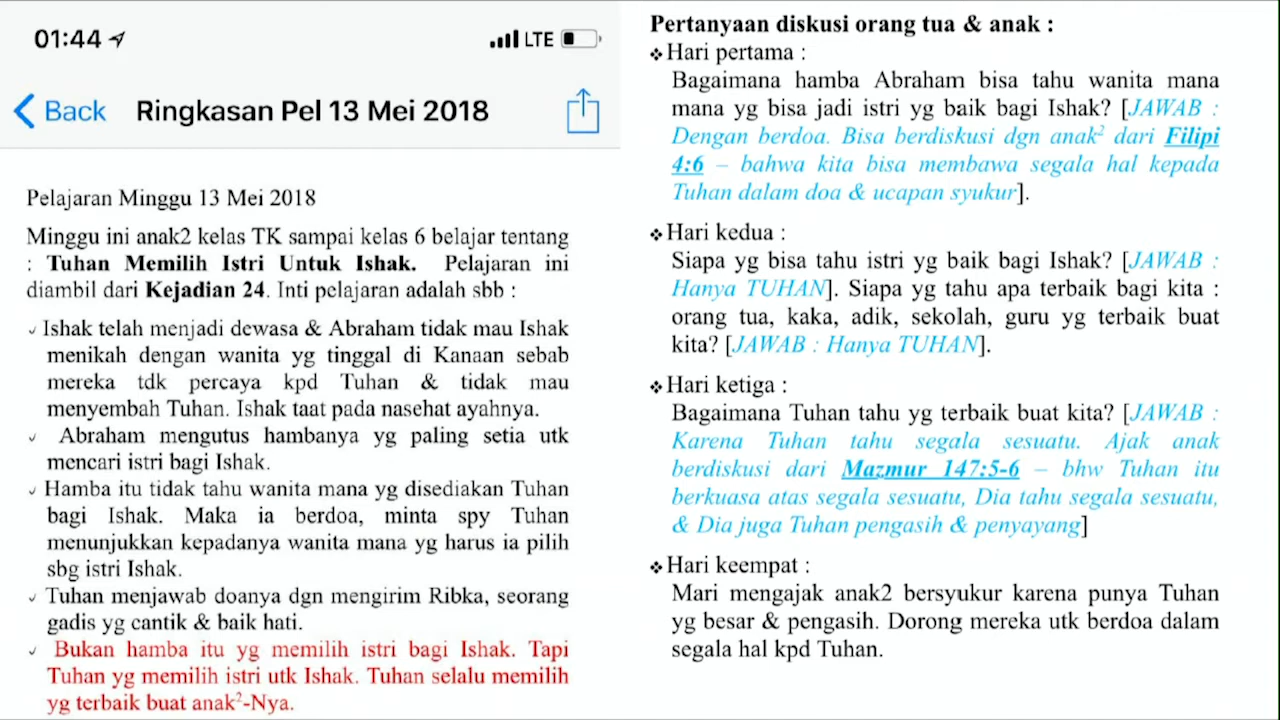 01:44
LTE
Back
Ringkasan Pel 13 Mei 2018
Pelajaran Minggu 13 Mei 2018
Minggu ini anak2 kelas TK sampai kelas 6 belajar tentang
: Tuhan Memilih Istri Untuk Ishak. Pelajaran ini
diambil dari Kejadian 24. Inti pelajaran adalah sbb :
✓ Ishak telah menjadi dewasa & Abraham tidak mau Ishak
menikah dengan wanita yg tinggal di Kanaan sebab
mereka tdk percaya kpd Tuhan & tidak mau
menyembah Tuhan. Ishak taat pada nasehat ayahnya.
✓ Abraham mengutus hambanya yg paling setia utk
mencari istri bagi Ishak.
✓ Hamba itu tidak tahu wanita mana yg disediakan Tuhan
bagi Ishak. Maka ia berdoa, minta spy Tuhan
menunjukkan kepadanya wanita mana yg harus ia pilih
sbg istri Ishak.
✓ Tuhan menjawab doanya dgn mengirim Ribka, seorang
gadis yg cantik & baik hati.
✓ Bukan hamba itu yg memilih istri bagi Ishak. Tapi
Tuhan yg memilih istri utk Ishak. Tuhan selalu memilih
yg terbaik buat anak²-Nya.
Pertanyaan diskusi orang tua & anak :
❖ Hari pertama :
Bagaimana hamba Abraham bisa tahu wanita mana
mana yg bisa jadi istri yg baik bagi Ishak? [JAWAB :
Dengan berdoa. Bisa berdiskusi dgn anak² dari Filipi
4:6 – bahwa kita bisa membawa segala hal kepada
Tuhan dalam doa & ucapan syukur].
❖ Hari kedua :
Siapa yg bisa tahu istri yg baik bagi Ishak? [JAWAB :
Hanya TUHAN]. Siapa yg tahu apa terbaik bagi kita :
orang tua, kaka, adik, sekolah, guru yg terbaik buat
kita? [JAWAB : Hanya TUHAN].
❖ Hari ketiga :
Bagaimana Tuhan tahu yg terbaik buat kita? [JAWAB :
Karena Tuhan tahu segala sesuatu. Ajak anak
berdiskusi dari Mazmur 147:5-6 – bhw Tuhan itu
berkuasa atas segala sesuatu, Dia tahu segala sesuatu,
& Dia juga Tuhan pengasih & penyayang]
❖ Hari keempat :
Mari mengajak anak2 bersyukur karena punya Tuhan
yg besar & pengasih. Dorong mereka utk berdoa dalam
segala hal kpd Tuhan.